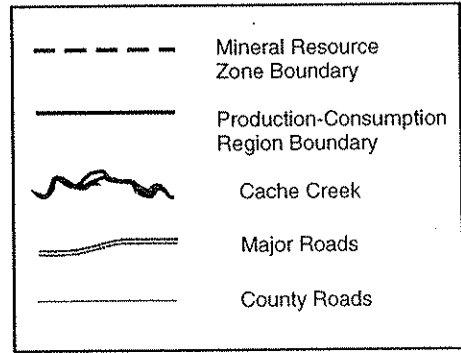 Mineral Resource
Zone Boundary
Production-Consumption
Region Boundary
Cache Creek
Major Roads
County Roads